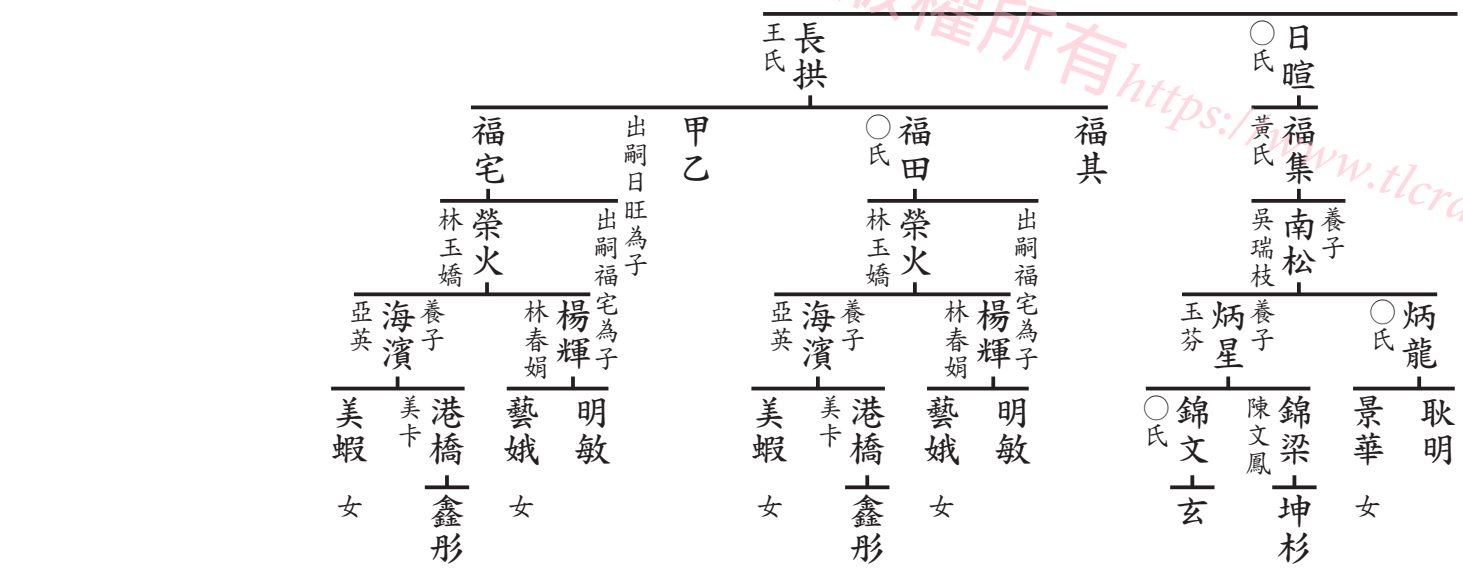 版權所有https://www.tlcra
日暄
○氏
長拱
王氏
福集
黃氏
福其
福田
○氏
甲乙
出嗣日旺為子
福宅
養子
南松
吳瑞枝
出嗣福宅為子
榮火
林玉嬌
出嗣福宅為子
榮火
林玉嬌
炳龍
○氏
養子
炳星
玉芬
楊輝
林春娟
養子
海濱
亞英
楊輝
林春娟
養子
海濱
亞英
耿明
景華
女
錦梁
陳文鳳
錦文
○氏
明敏
藝娥
女
港橋
美卡
美蝦
女
明敏
藝娥
女
港橋
美卡
美蝦
女
坤杉
玄
鑫彤
鑫彤